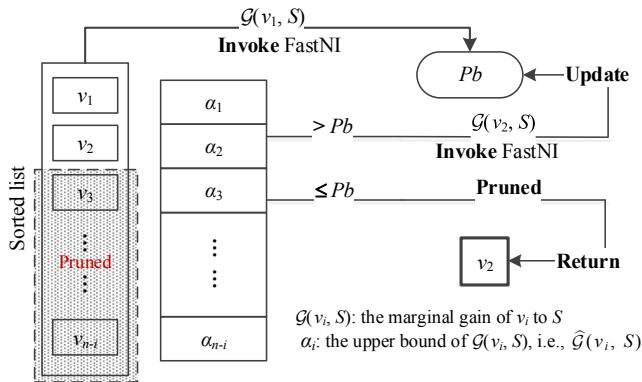 𝒢(v1, S)
Invoke FastNI
Sorted list
v1
v2
v3
Pruned
vn-i
α1
α2
α3
αn-i
Pb
Update
> Pb
𝒢(v2, S)
Invoke FastNI
≤ Pb
Pruned
v2
Return
𝒢(vi, S): the marginal gain of vi to S
αi: the upper bound of 𝒢(vi, S), i.e., 𝒢̂(vi, S)